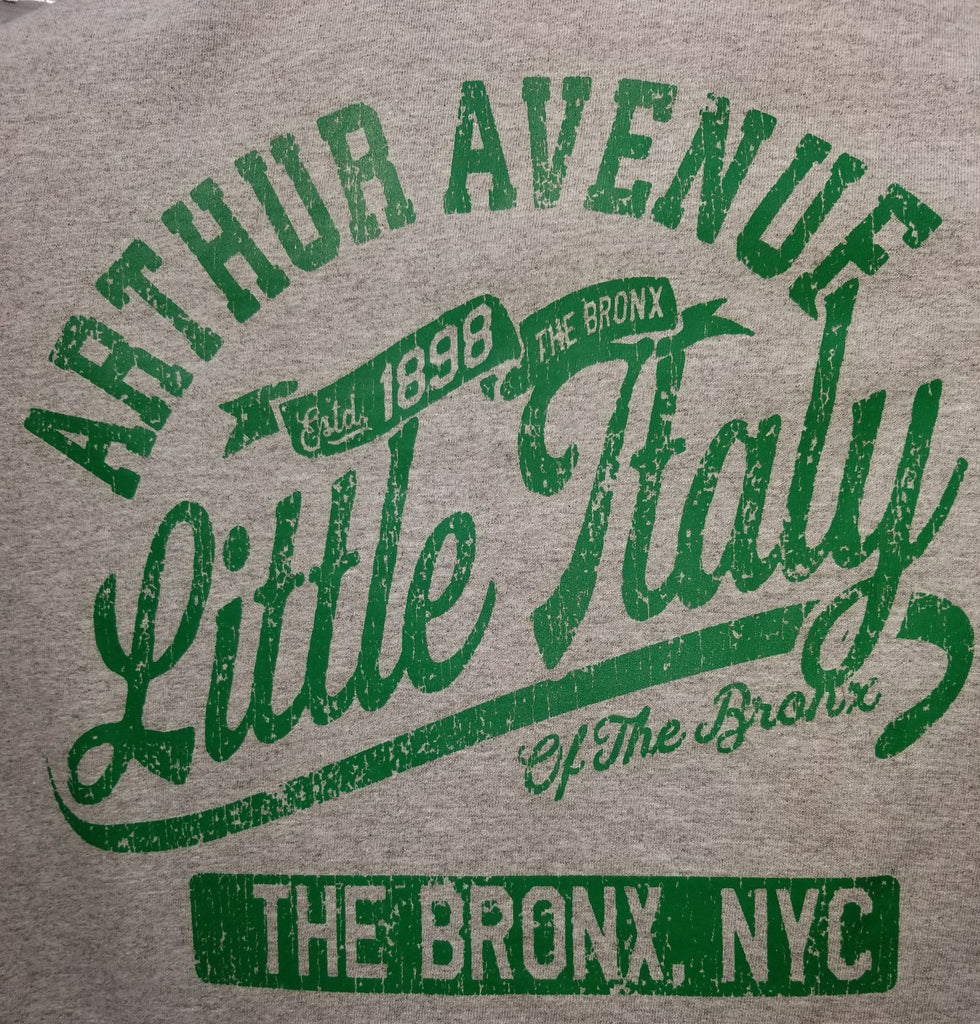 ARTHUR AVENUE
Estd. 1898 THE BRONX
Little Italy
Of The Bronx
THE BRONX, NYC